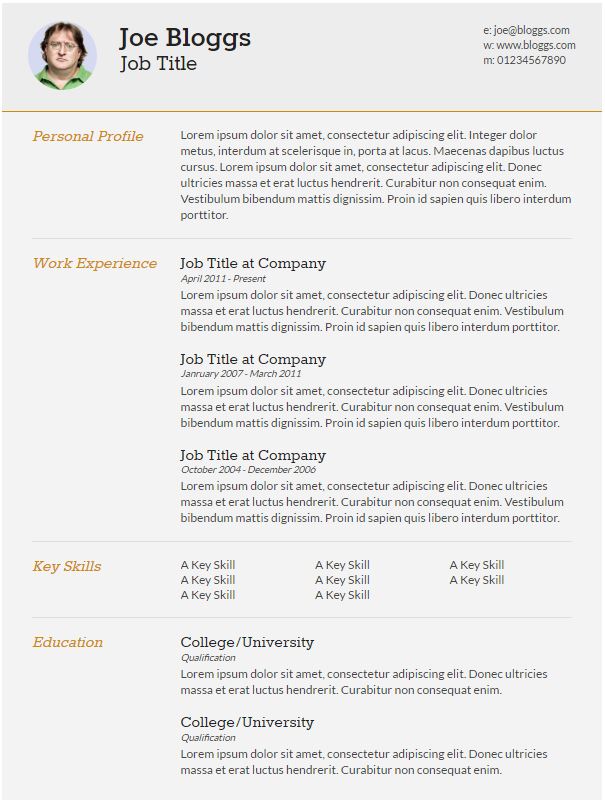 Joe Bloggs
Job Title
e: joe@bloggs.com
w: www.bloggs.com
m: 01234567890
Personal Profile
Lorem ipsum dolor sit amet, consectetur adipiscing elit. Integer dolor
metus, interdum at scelerisque in, porta at lacus. Maecenas dapibus luctus
cursus. Lorem ipsum dolor sit amet, consectetur adipiscing elit. Donec
ultricies massa et erat luctus hendrerit. Curabitur non consequat enim.
Vestibulum bibendum mattis dignissim. Proin id sapien quis libero interdum
porttitor.
Work Experience
Job Title at Company
April 2011 - Present
Lorem ipsum dolor sit amet, consectetur adipiscing elit. Donec ultricies
massa et erat luctus hendrerit. Curabitur non consequat enim. Vestibulum
bibendum mattis dignissim. Proin id sapien quis libero interdum porttitor.
Job Title at Company
Janruary 2007 - March 2011
Lorem ipsum dolor sit amet, consectetur adipiscing elit. Donec ultricies
massa et erat luctus hendrerit. Curabitur non consequat enim. Vestibulum
bibendum mattis dignissim. Proin id sapien quis libero interdum porttitor.
Job Title at Company
October 2004 - December 2006
Lorem ipsum dolor sit amet, consectetur adipiscing elit. Donec ultricies
massa et erat luctus hendrerit. Curabitur non consequat enim. Vestibulum
bibendum mattis dignissim. Proin id sapien quis libero interdum porttitor.
Key Skills
A Key Skill A Key Skill A Key Skill
A Key Skill A Key Skill A Key Skill
A Key Skill A Key Skill
Education
College/University
Qualification
Lorem ipsum dolor sit amet, consectetur adipiscing elit. Donec ultricies
massa et erat luctus hendrerit. Curabitur non consequat enim.
College/University
Qualification
Lorem ipsum dolor sit amet, consectetur adipiscing elit. Donec ultricies
massa et erat luctus hendrerit. Curabitur non consequat enim.